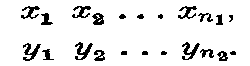 x₁ x₂ . . . xₙ₁,
y₁ y₂ . . . yₙ₂.